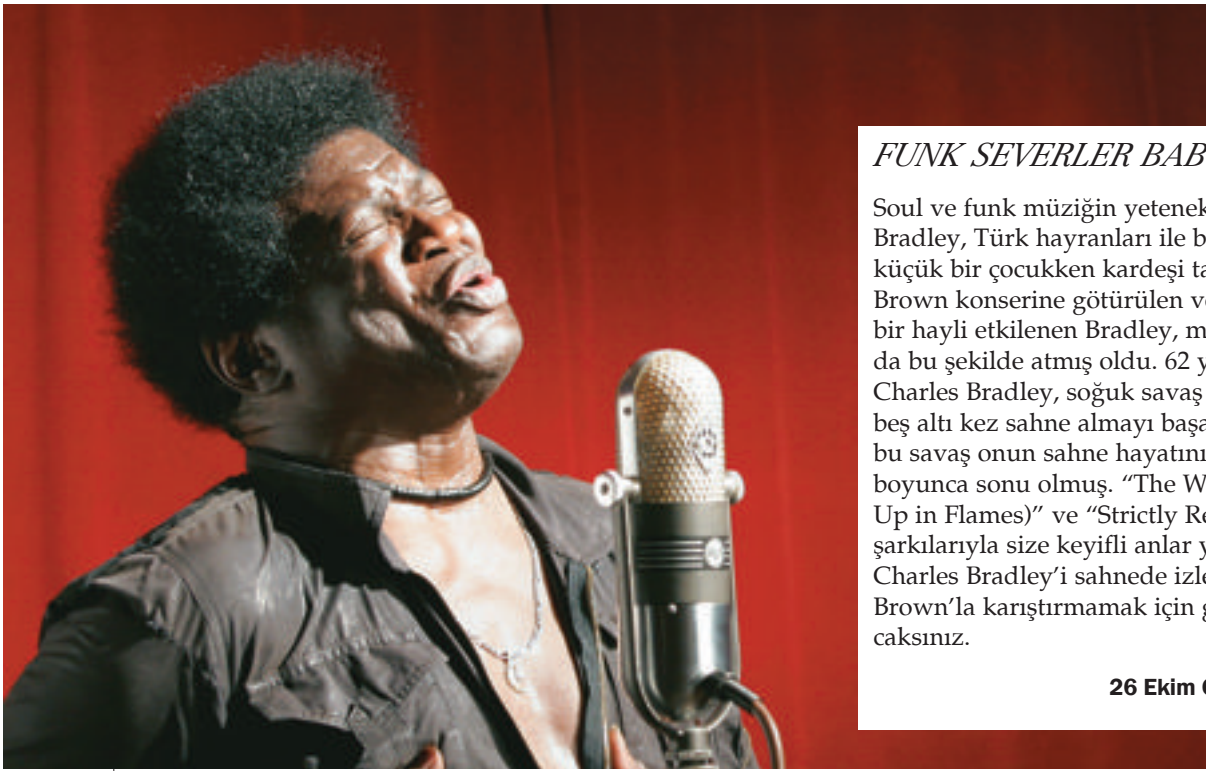 FUNK SEVERLER BAB
Soul ve funk müziğin yetenek
Bradley, Türk hayranları ile b
küçük bir çocukken kardeşi ta
Brown konserine götürülen ve
bir hayli etkilenen Bradley, m
da bu şekilde atmış oldu. 62 y
Charles Bradley, soğuk savaş
beş altı kez sahne almayı başa
bu savaş onun sahne hayatını
boyunca sonu olmuş. “The W
Up in Flames)” ve “Strictly Re
şarkılarıyla size keyifli anlar y
Charles Bradley’i sahnede izle
Brown’la karıştırmamak için g
caksınız.
26 Ekim